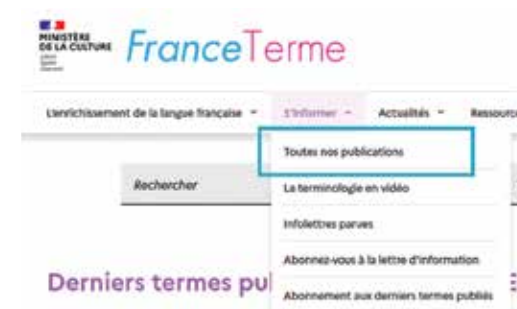 MINISTÈRE
DE LA CULTURE
FranceTerme
L'enrichissement de la langue française
S'informer
Actualités
Ressourc
Toutes nos publications
Rechercher
La terminologie en vidéo
Infolettres parues
Abonnez-vous à la lettre d'information
Derniers termes pu
Abonnement aux derniers termes publiés